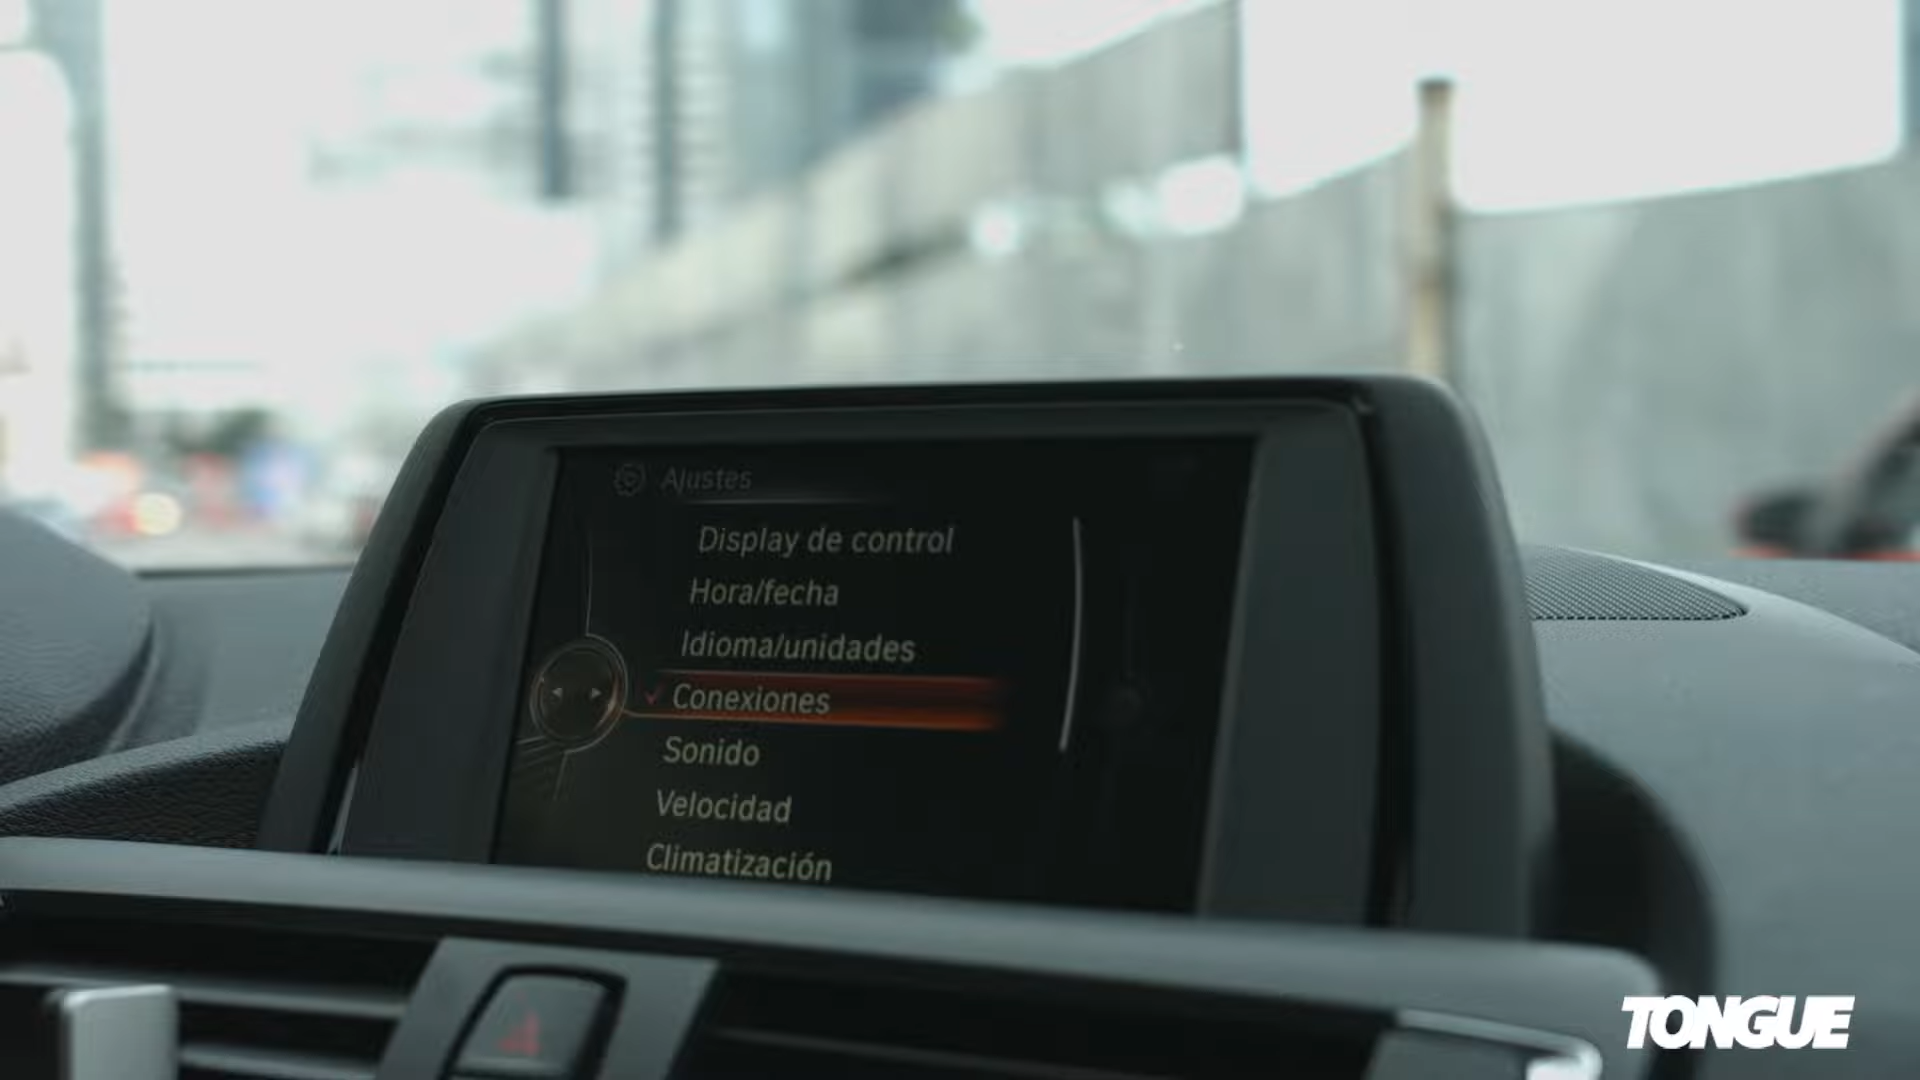 Ajustes
Display de control
Hora/fecha
Idioma/unidades
Conexiones
Sonido
Velocidad
Climatización
TONGUE